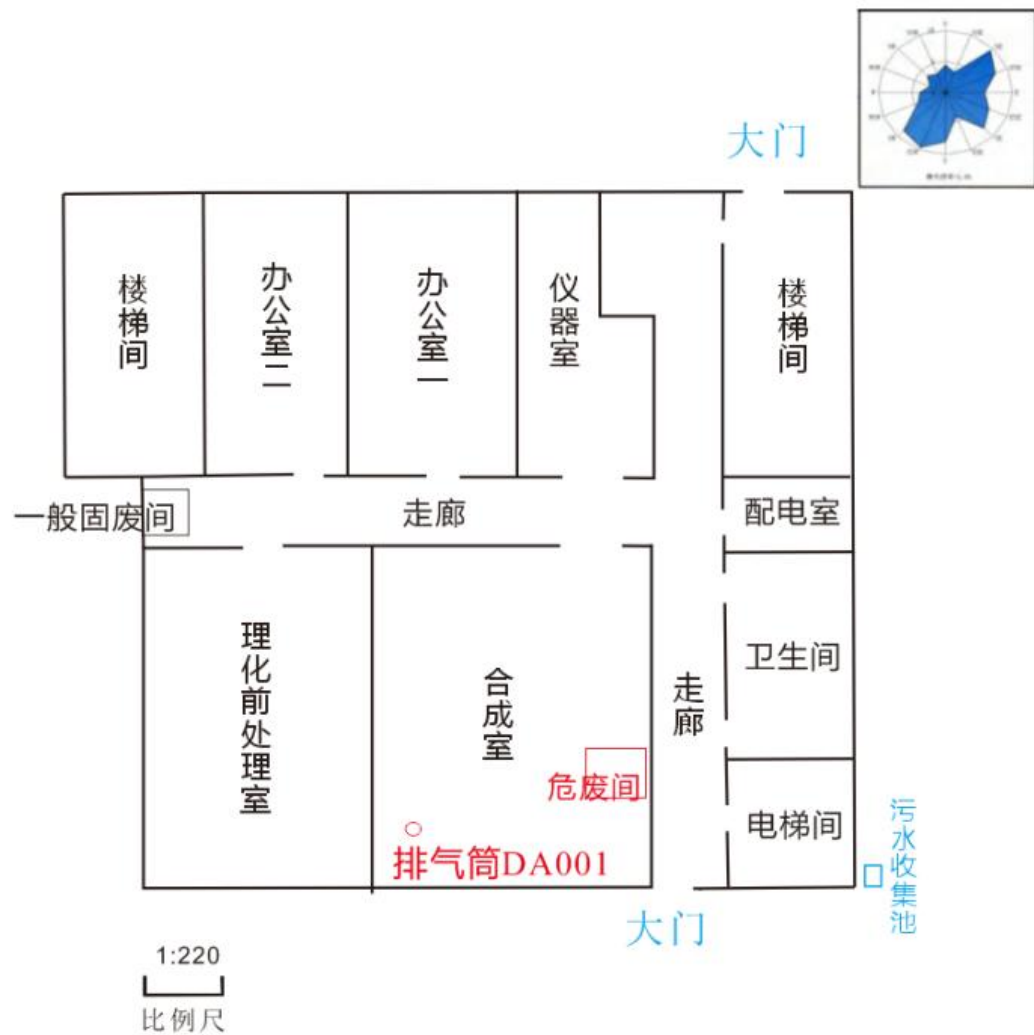 大门
楼梯间
办公室二
办公室一
仪器室
楼梯间
一般固废间
走廊
配电室
理化前处理室
合成室
走廊
卫生间
危废间
电梯间
污水收集池
排气筒DA001
大门
1:220
比例尺